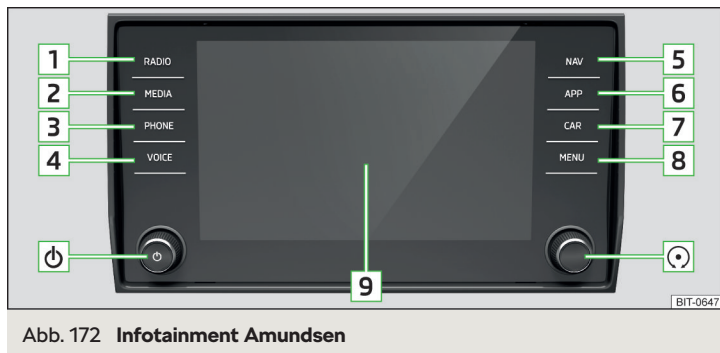 1 RADIO NAV 5
2 MEDIA APP 6
3 PHONE CAR 7
4 VOICE MENU 8
9
BIT-0647
Abb. 172 Infotainment Amundsen